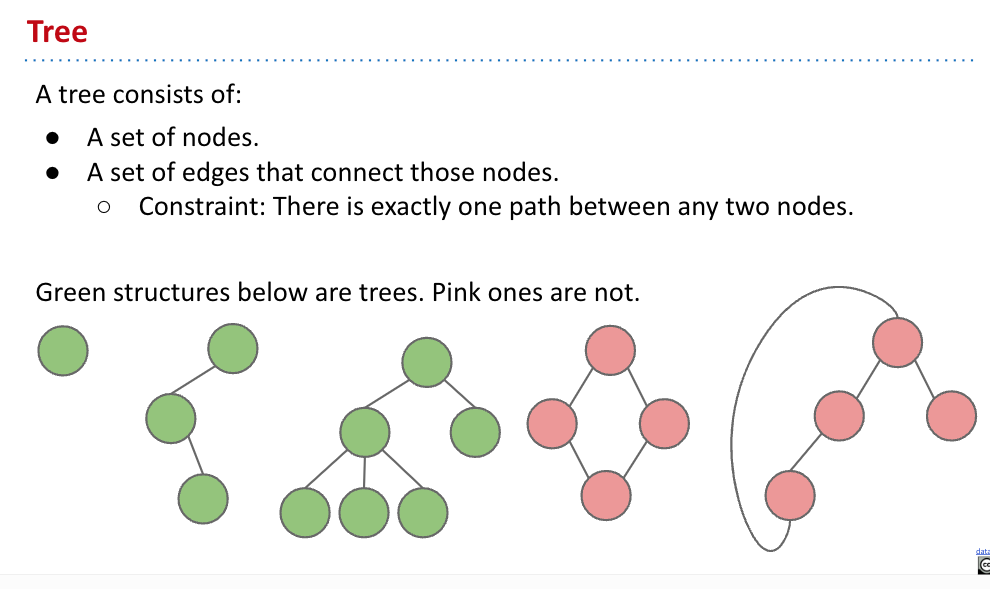 Tree
A tree consists of:
● A set of nodes.
● A set of edges that connect those nodes.
○ Constraint: There is exactly one path between any two nodes.
Green structures below are trees. Pink ones are not.